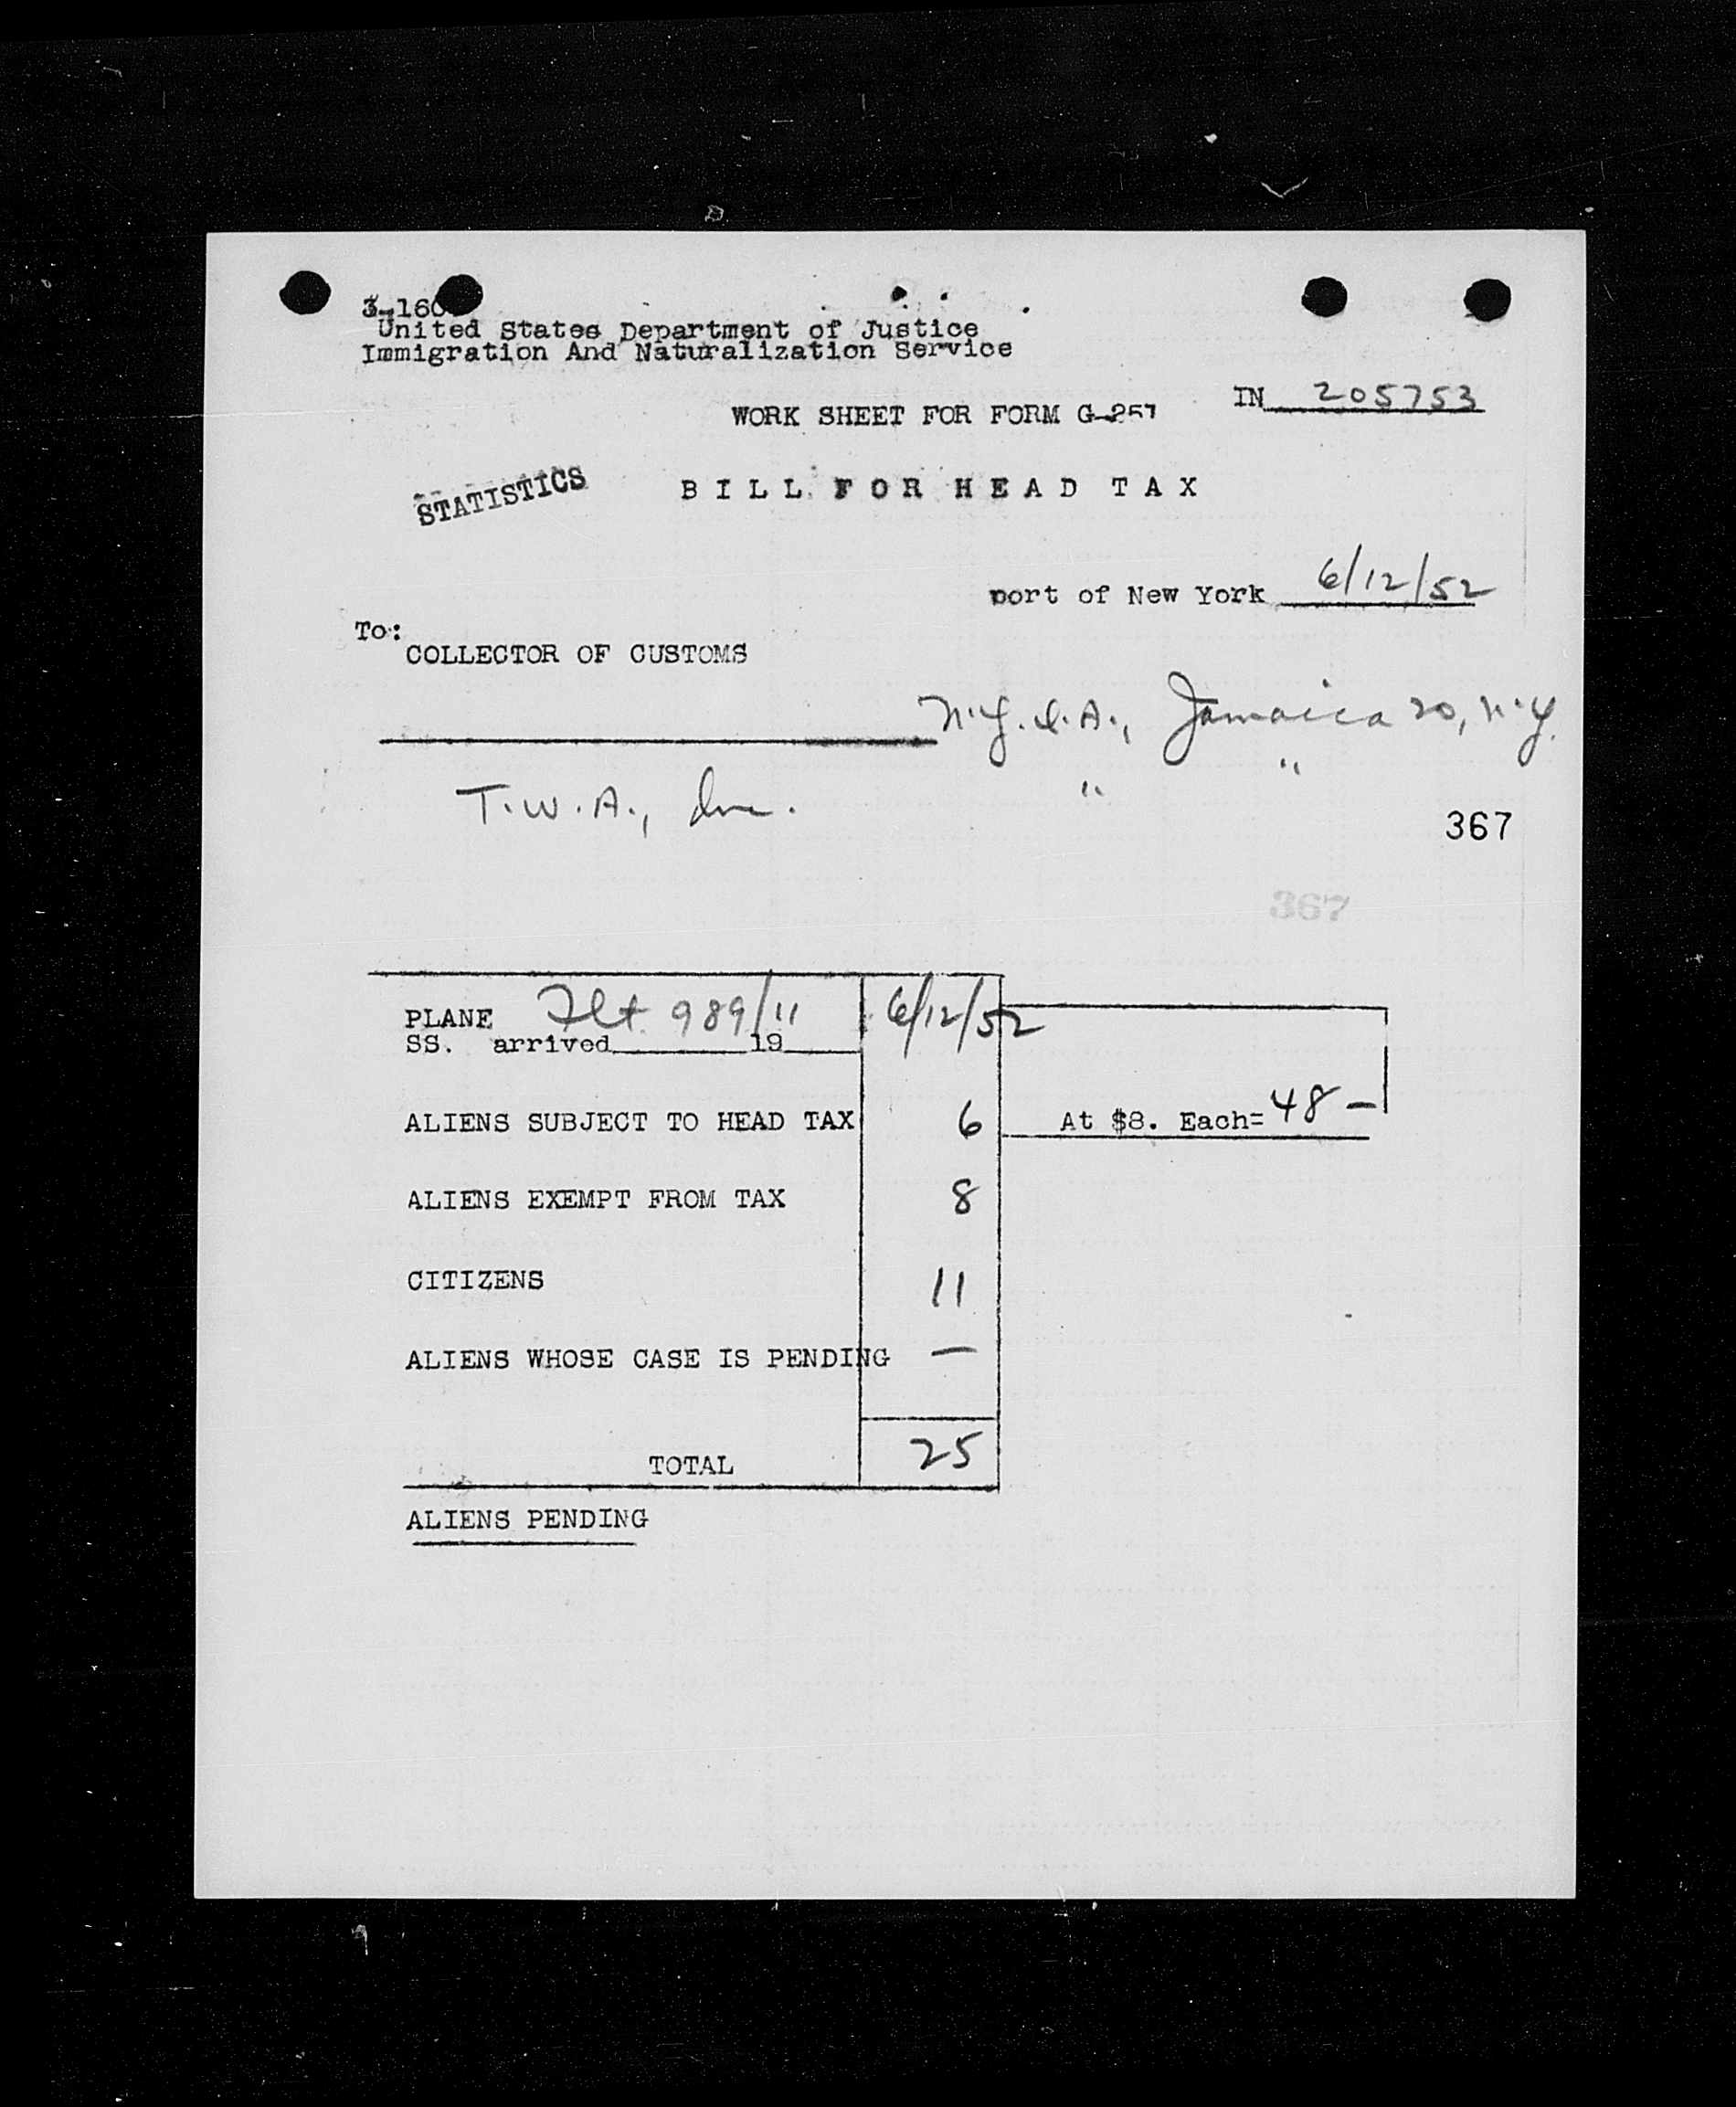 3-160
United States Department of Justice
Immigration And Naturalization Service
IN 205753
WORK SHEET FOR FORM G-257
STATISTICS
BILL FOR HEAD TAX
port of New York 6/12/52
To:
COLLECTOR OF CUSTOMS
N.Y.I.A., Jamaica 20, N.Y.
T.W.A., Inc. " "
367
367
PLANE Flt 989/11 6/12/52
SS. arrived 19
ALIENS SUBJECT TO HEAD TAX 6 At $8. Each= 48 —
ALIENS EXEMPT FROM TAX 8
CITIZENS 11
ALIENS WHOSE CASE IS PENDING —
TOTAL 25
ALIENS PENDING